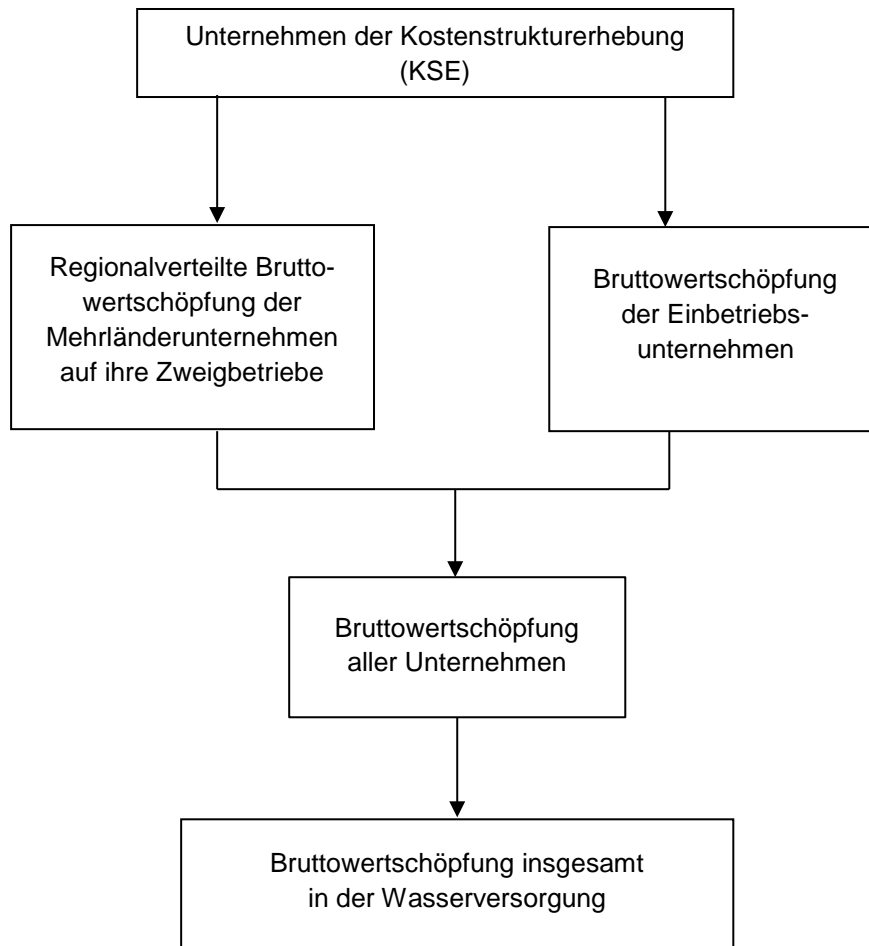 Unternehmen der Kostenstrukturerhebung
(KSE)
Regionalverteilte Brutto-
wertschöpfung der
Mehrländerunternehmen
auf ihre Zweigbetriebe
Bruttowertschöpfung
der Einbetriebs-
unternehmen
Bruttowertschöpfung
aller Unternehmen
Bruttowertschöpfung insgesamt
in der Wasserversorgung